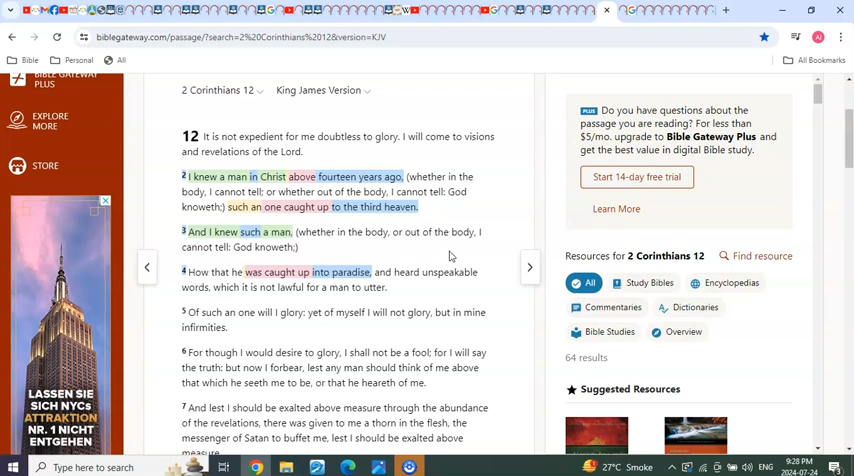 biblegateway.com/passage/?search=2%20Corinthians%2012&version=KJV
Bible
Personal
All
All Bookmarks
BIBLE GATEWAY
PLUS
EXPLORE
MORE
STORE
LASSEN SIE
SICH NYCs
ATTRAKTION
NR. 1 NICHT
ENTGEHEN
2 Corinthians 12
King James Version
12 It is not expedient for me doubtless to glory. I will come to visions
and revelations of the Lord.
2 I knew a man in Christ above fourteen years ago, (whether in the
body, I cannot tell; or whether out of the body, I cannot tell: God
knoweth;) such an one caught up to the third heaven.
3 And I knew such a man, (whether in the body, or out of the body, I
cannot tell: God knoweth;)
4 How that he was caught up into paradise, and heard unspeakable
words, which it is not lawful for a man to utter.
5 Of such an one will I glory: yet of myself I will not glory, but in mine
infirmities.
6 For though I would desire to glory, I shall not be a fool; for I will say
the truth: but now I forbear, lest any man should think of me above
that which he seeth me to be, or that he heareth of me.
7 And lest I should be exalted above measure through the abundance
of the revelations, there was given to me a thorn in the flesh, the
messenger of Satan to buffet me, lest I should be exalted above
measure.
PLUS Do you have questions about the
passage you are reading? For less than
$5/mo. upgrade to Bible Gateway Plus and
get the best value in digital Bible study.
Start 14-day free trial
Learn More
Resources for 2 Corinthians 12
Find resource
All
Study Bibles
Encyclopedias
Commentaries
Dictionaries
Bible Studies
Overview
64 results
Suggested Resources
Type here to search
27°C Smoke
ENG
9:28 PM
2024-07-24